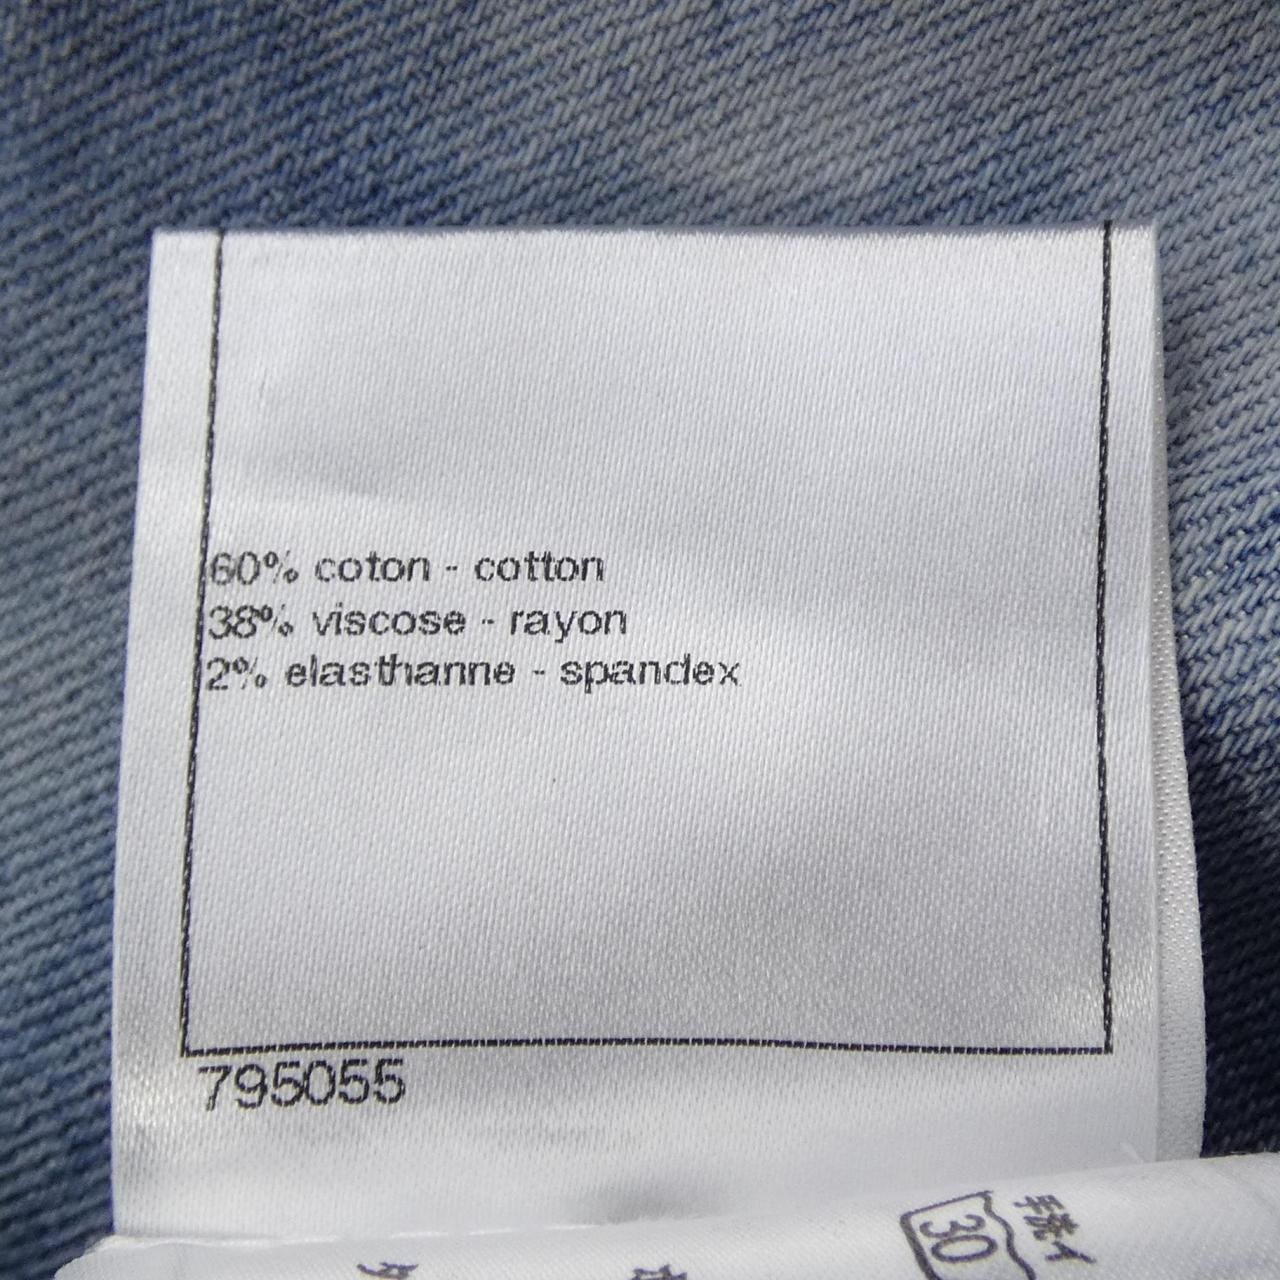 60% coton - cotton
38% viscose - rayon
2% elasthanne - spandex
795055
30
手洗イ